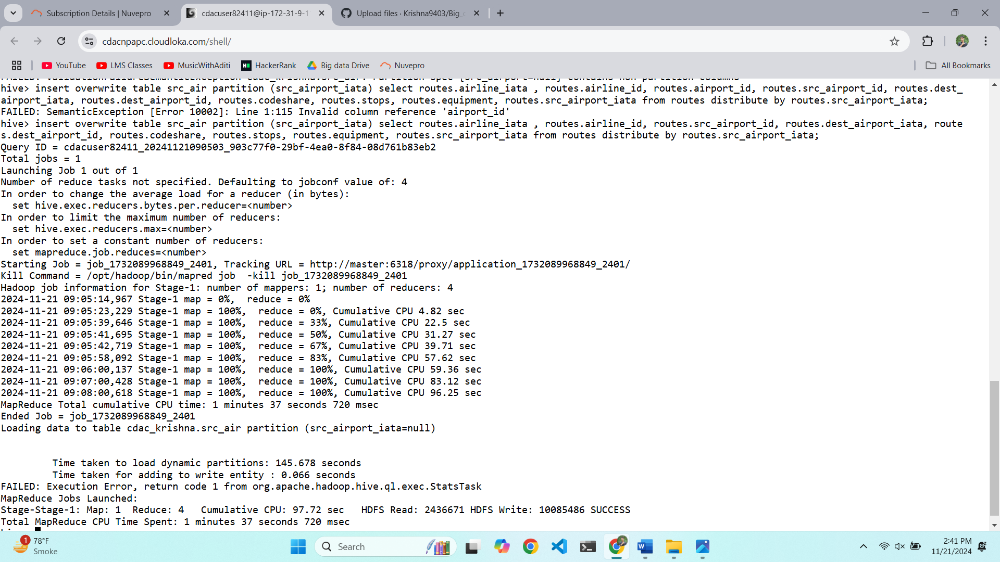 Subscription Details | Nuvepro
cdacuser82411@ip-172-31-9-1
Upload files · Krishna9403/Big_
cdacnpapc.cloudloka.com/shell/
YouTube
LMS Classes
MusicWithAditi
HackerRank
Big data Drive
Nuvepro
All Bookmarks
hive> insert overwrite table src_air partition (src_airport_iata) select routes.airline_iata , routes.airline_id, routes.airport_id, routes.src_airport_id, routes.dest_
airport_iata, routes.dest_airport_id, routes.codeshare, routes.stops, routes.equipment, routes.src_airport_iata from routes distribute by routes.src_airport_iata;
FAILED: SemanticException [Error 10002]: Line 1:115 Invalid column reference 'airport_id'
hive> insert overwrite table src_air partition (src_airport_iata) select routes.airline_iata , routes.airline_id, routes.src_airport_id, routes.dest_airport_iata, route
s.dest_airport_id, routes.codeshare, routes.stops, routes.equipment, routes.src_airport_iata from routes distribute by routes.src_airport_iata;
Query ID = cdacuser82411_20241121090503_903c77f0-29bf-4ea0-8f84-08d761b83eb2
Total jobs = 1
Launching Job 1 out of 1
Number of reduce tasks not specified. Defaulting to jobconf value of: 4
In order to change the average load for a reducer (in bytes):
  set hive.exec.reducers.bytes.per.reducer=<number>
In order to limit the maximum number of reducers:
  set hive.exec.reducers.max=<number>
In order to set a constant number of reducers:
  set mapreduce.job.reduces=<number>
Starting Job = job_1732089968849_2401, Tracking URL = http://master:6318/proxy/application_1732089968849_2401/
Kill Command = /opt/hadoop/bin/mapred job  -kill job_1732089968849_2401
Hadoop job information for Stage-1: number of mappers: 1; number of reducers: 4
2024-11-21 09:05:14,967 Stage-1 map = 0%,  reduce = 0%
2024-11-21 09:05:23,229 Stage-1 map = 100%,  reduce = 0%, Cumulative CPU 4.82 sec
2024-11-21 09:05:39,646 Stage-1 map = 100%,  reduce = 33%, Cumulative CPU 22.5 sec
2024-11-21 09:05:41,695 Stage-1 map = 100%,  reduce = 50%, Cumulative CPU 31.27 sec
2024-11-21 09:05:42,719 Stage-1 map = 100%,  reduce = 67%, Cumulative CPU 39.71 sec
2024-11-21 09:05:58,092 Stage-1 map = 100%,  reduce = 83%, Cumulative CPU 57.62 sec
2024-11-21 09:06:00,137 Stage-1 map = 100%,  reduce = 100%, Cumulative CPU 59.36 sec
2024-11-21 09:07:00,428 Stage-1 map = 100%,  reduce = 100%, Cumulative CPU 83.12 sec
2024-11-21 09:08:00,618 Stage-1 map = 100%,  reduce = 100%, Cumulative CPU 96.25 sec
MapReduce Total cumulative CPU time: 1 minutes 37 seconds 720 msec
Ended Job = job_1732089968849_2401
Loading data to table cdac_krishna.src_air partition (src_airport_iata=null)
Time taken to load dynamic partitions: 145.678 seconds
Time taken for adding to write entity : 0.066 seconds
FAILED: Execution Error, return code 1 from org.apache.hadoop.hive.ql.exec.StatsTask
MapReduce Jobs Launched:
Stage-Stage-1: Map: 1  Reduce: 4   Cumulative CPU: 97.72 sec   HDFS Read: 2436671 HDFS Write: 10085486 SUCCESS
Total MapReduce CPU Time Spent: 1 minutes 37 seconds 720 msec
1
78°F
Smoke
Search
2:41 PM
11/21/2024